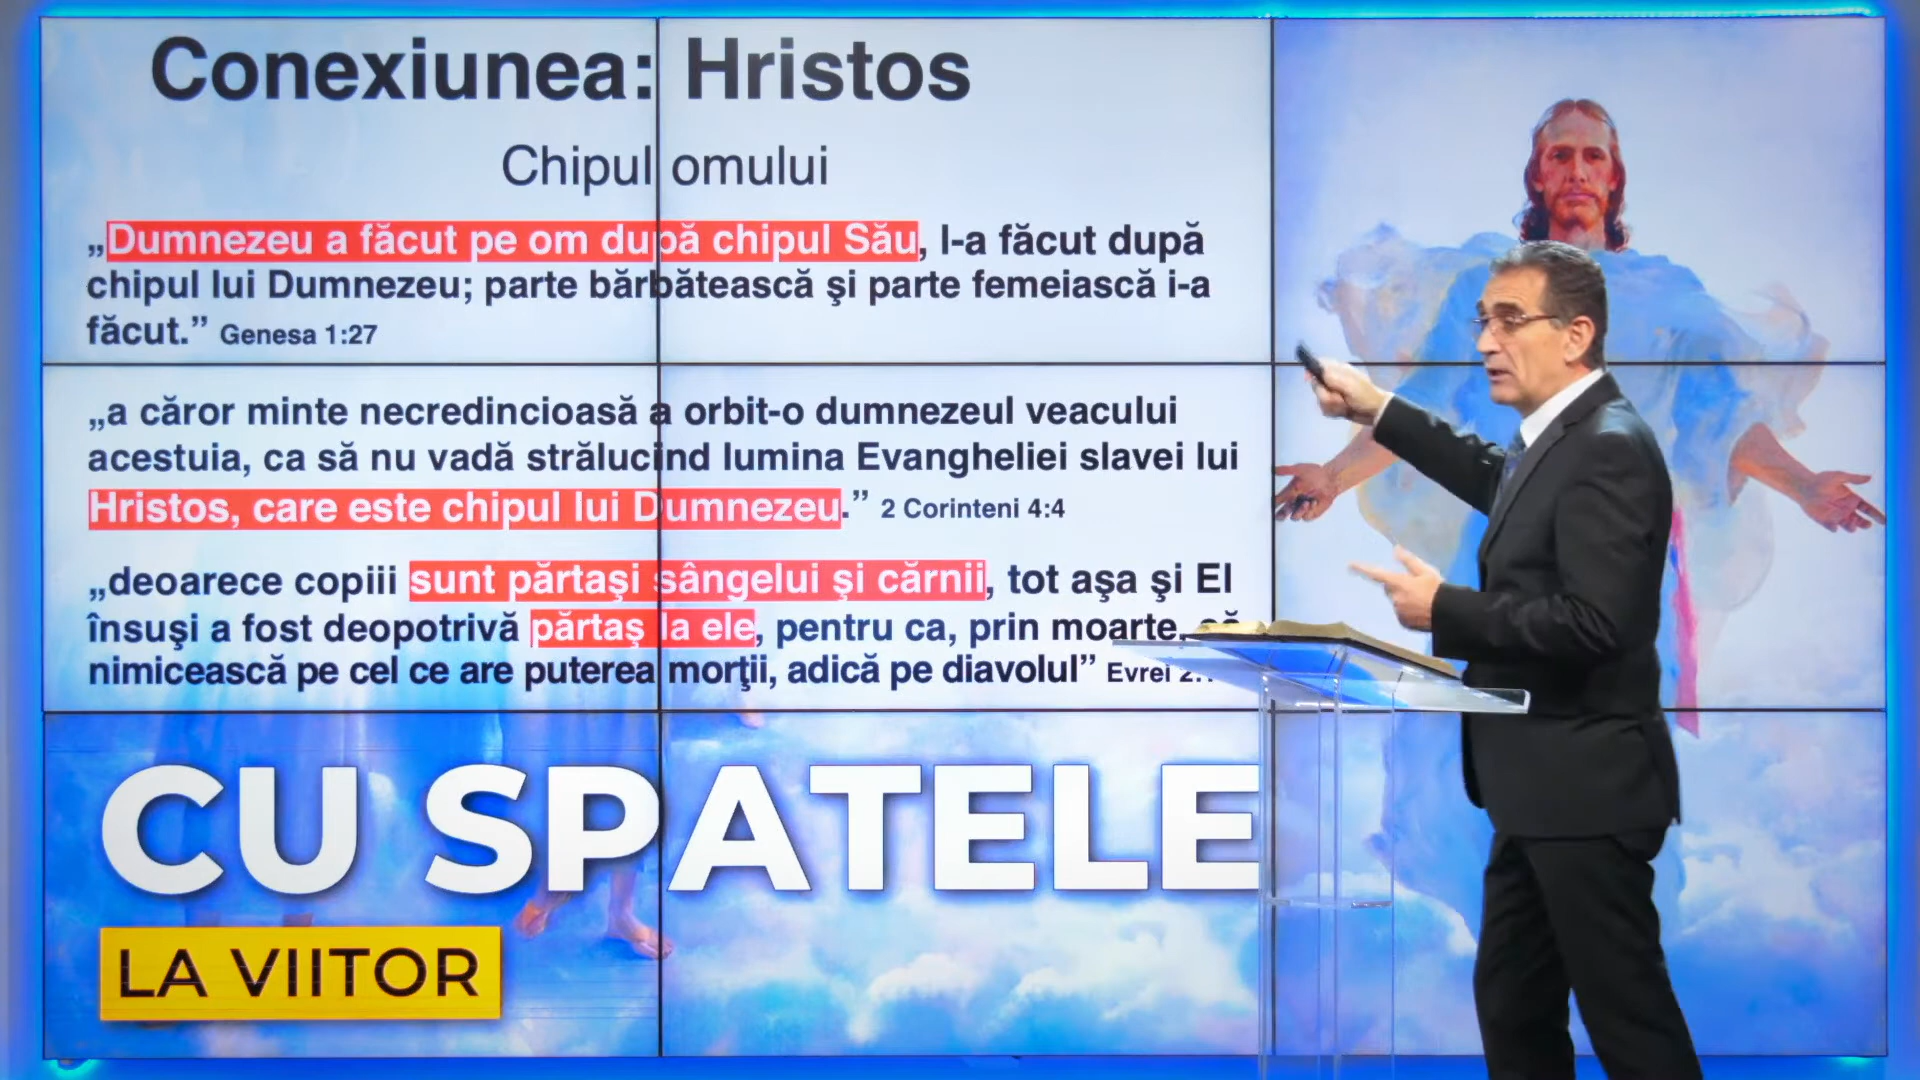 Conexiunea: Hristos
Chipul omului
„Dumnezeu a făcut pe om după chipul Său, l-a făcut după
chipul lui Dumnezeu; parte bărbătească şi parte femeiască i-a
făcut.” Genesa 1:27
„a căror minte necredincioasă a orbit-o dumnezeul veacului
acestuia, ca să nu vadă strălucind lumina Evangheliei slavei lui
Hristos, care este chipul lui Dumnezeu.” 2 Corinteni 4:4
„deoarece copiii sunt părtaşi sângelui şi cărnii, tot aşa şi El
însuşi a fost deopotrivă părtaş la ele, pentru ca, prin moarte, să
nimicească pe cel ce are puterea morţii, adică pe diavolul” Evrei
CU SPATELE
LA VIITOR